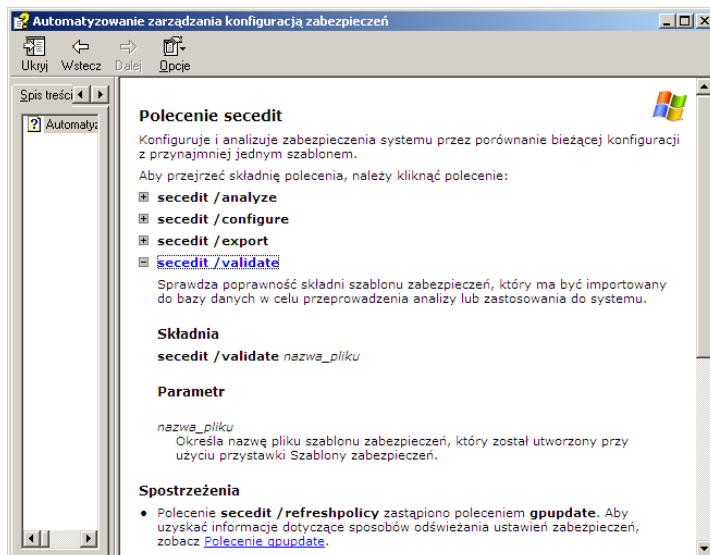 Automatyzowanie zarządzania konfiguracją zabezpieczeń
Ukryj Wstecz Dalej Opcje
Spis treści
Automatyz
Polecenie secedit
Konfiguruje i analizuje zabezpieczenia systemu przez porównanie bieżącej konfiguracji
z przynajmniej jednym szablonem.
Aby przejrzeć składnię polecenia, należy kliknąć polecenie:
secedit /analyze
secedit /configure
secedit /export
secedit /validate
Sprawdza poprawność składni szablonu zabezpieczeń, który ma być importowany
do bazy danych w celu przeprowadzenia analizy lub zastosowania do systemu.
Składnia
secedit /validate nazwa_pliku
Parametr
nazwa_pliku
Określa nazwę pliku szablonu zabezpieczeń, który został utworzony przy
użyciu przystawki Szablony zabezpieczeń.
Spostrzeżenia
• Polecenie secedit /refreshpolicy zastąpiono poleceniem gpupdate. Aby
uzyskać informacje dotyczące sposobów odświeżania ustawień zabezpieczeń,
zobacz Polecenie gpupdate.